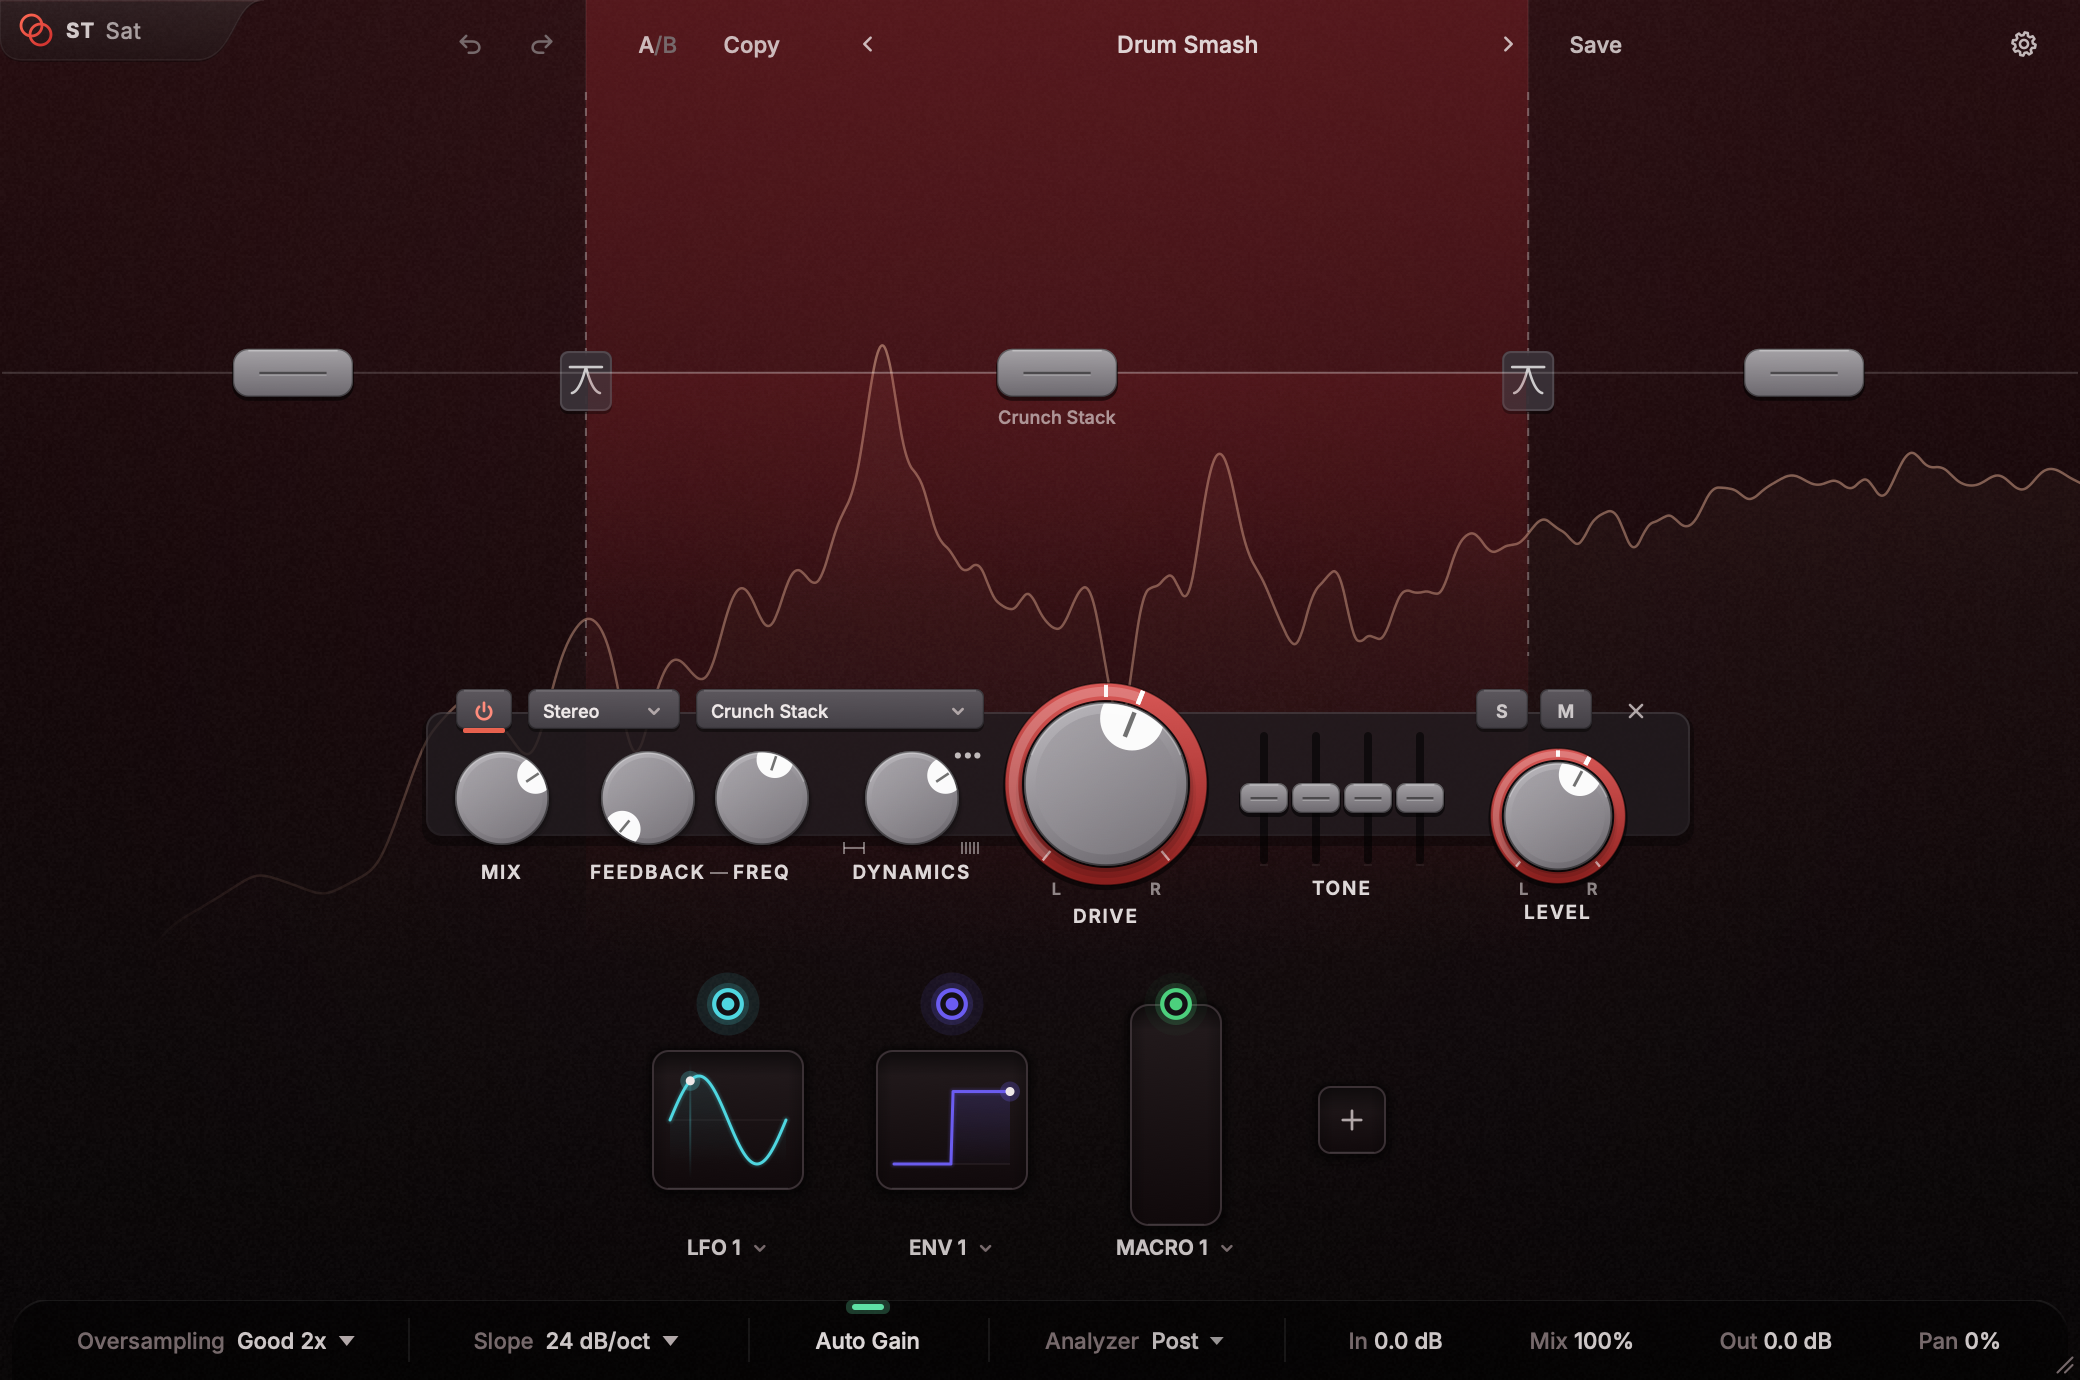 ST Sat
A/B Copy Drum Smash Save
Crunch Stack
Stereo Crunch Stack S M
MIX FEEDBACK — FREQ DYNAMICS
L R L R
DRIVE TONE LEVEL
LFO 1 ENV 1 MACRO 1
Oversampling Good 2x Slope 24 dB/oct Auto Gain Analyzer Post In 0.0 dB Mix 100% Out 0.0 dB Pan 0%